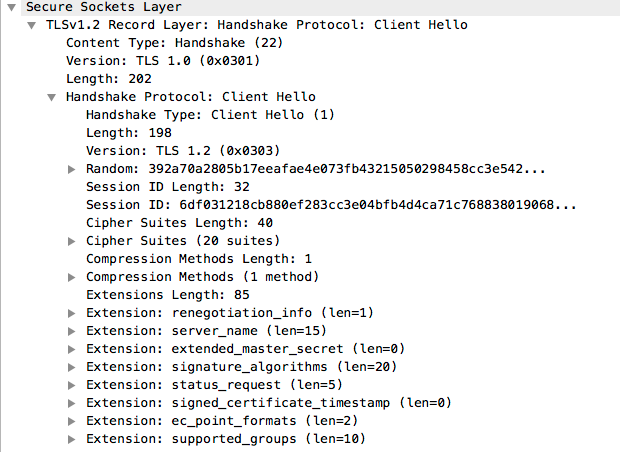 Secure Sockets Layer
TLSv1.2 Record Layer: Handshake Protocol: Client Hello
Content Type: Handshake (22)
Version: TLS 1.0 (0x0301)
Length: 202
Handshake Protocol: Client Hello
Handshake Type: Client Hello (1)
Length: 198
Version: TLS 1.2 (0x0303)
Random: 392a70a2805b17eeafae4e073fb43215050298458cc3e542...
Session ID Length: 32
Session ID: 6df031218cb880ef283cc3e04bfb4d4ca71c768838019068...
Cipher Suites Length: 40
Cipher Suites (20 suites)
Compression Methods Length: 1
Compression Methods (1 method)
Extensions Length: 85
Extension: renegotiation_info (len=1)
Extension: server_name (len=15)
Extension: extended_master_secret (len=0)
Extension: signature_algorithms (len=20)
Extension: status_request (len=5)
Extension: signed_certificate_timestamp (len=0)
Extension: ec_point_formats (len=2)
Extension: supported_groups (len=10)